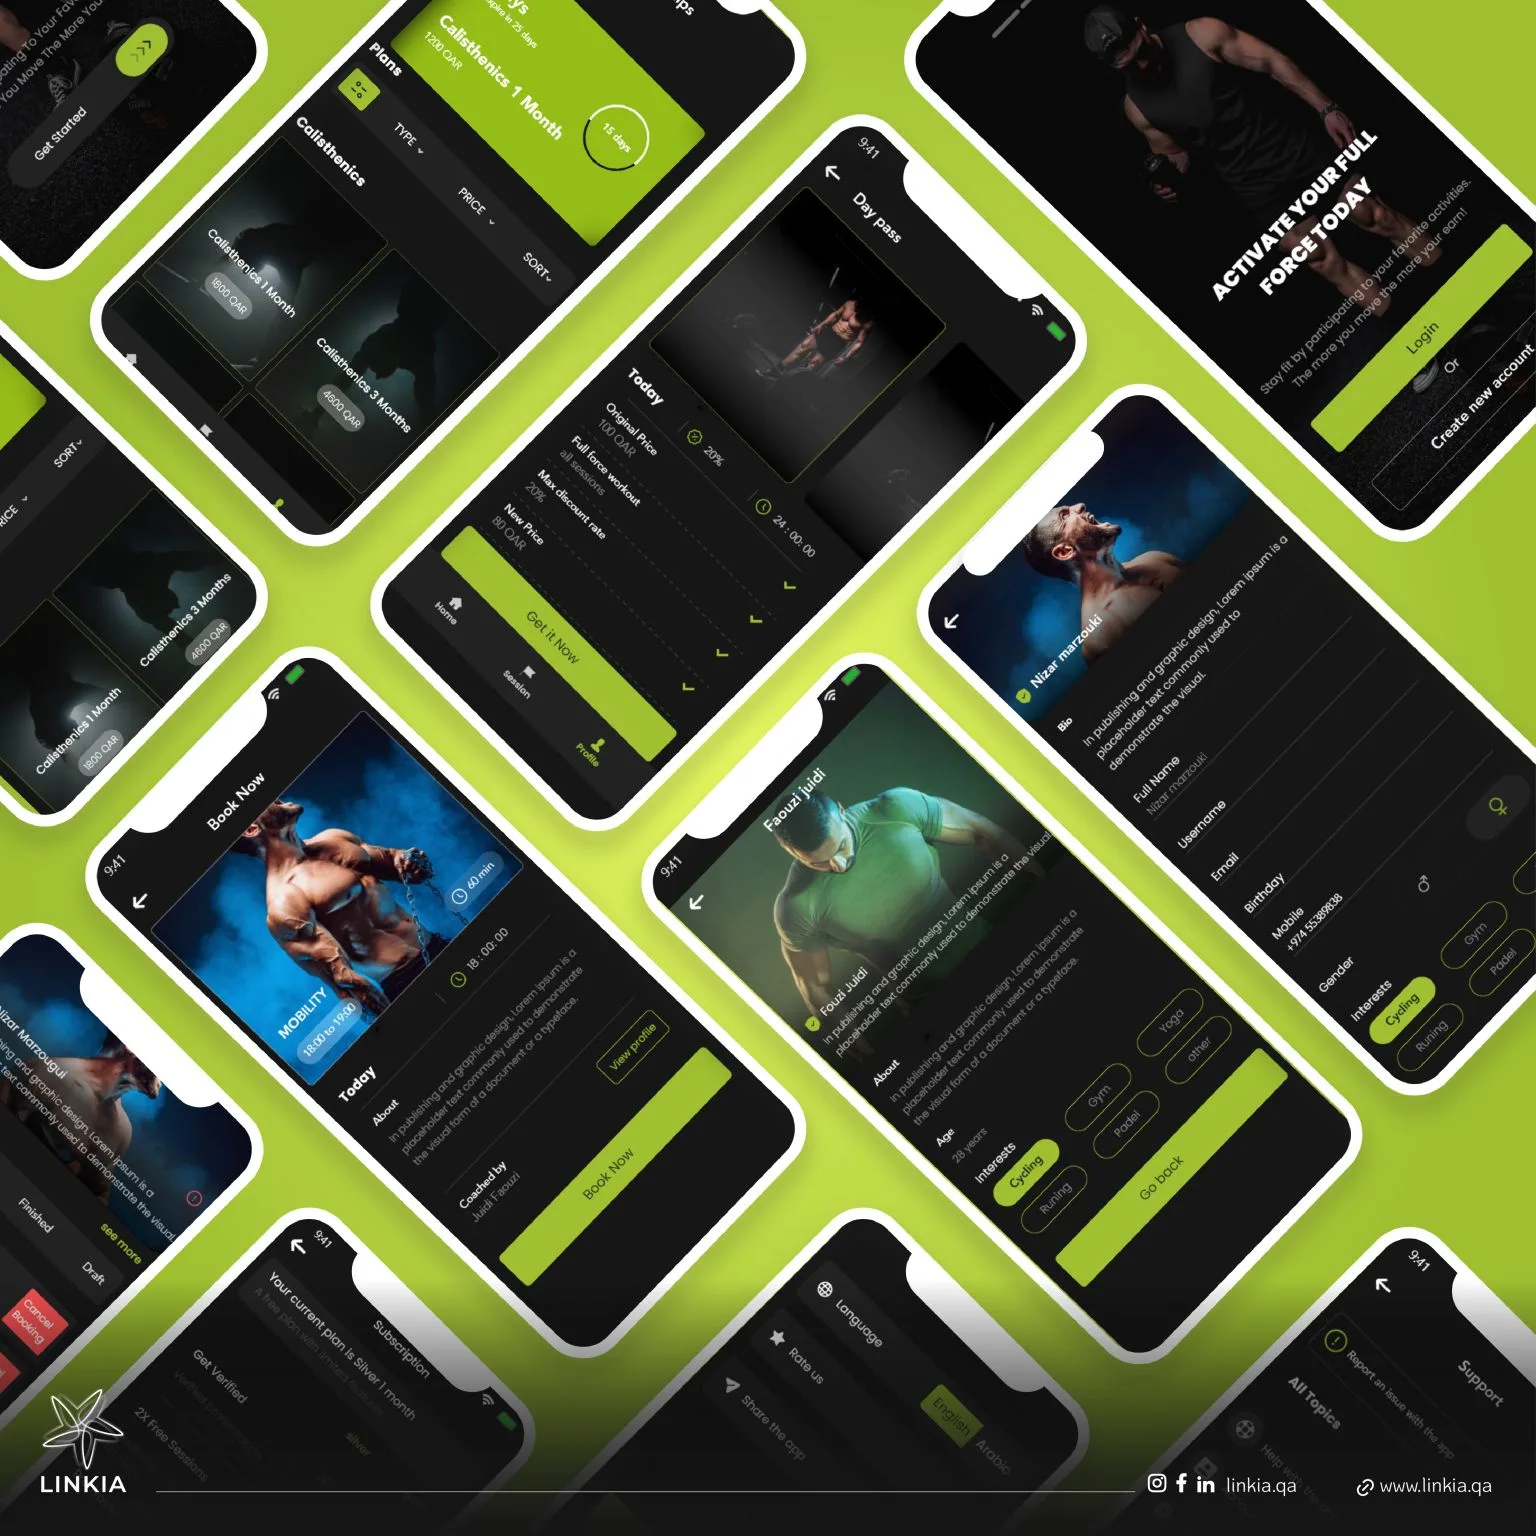 Get Started
Expire in 25 days
Calisthenics 1 Month
1200 QAR
15 days
Plans
TYPE
PRICE
SORT
Calisthenics
Calisthenics 1 Month
1800 QAR
Calisthenics 3 Months
4600 QAR
9:41
Day pass
Today
20%
24 : 00: 00
Original Price
100 QAR
Full force workout
all sessions
Max discount rate
20%
New Price
80 QAR
Get it Now
Home
session
Profile
ACTIVATE YOUR FULL
FORCE TODAY
Stay fit by participating to your favorite activities.
The more you move the more your earn!
Login
Or
Create new account
SORT
Calisthenics 3 Months
4600 QAR
Calisthenics 1 Month
1800 QAR
Nizar marzouki
Bio
In publishing and graphic design, Lorem ipsum is a
placeholder text commonly used to
demonstrate the visual.
Full Name
Nizar marzouki
Username
Email
Birthday
Mobile
+974 55389838
Gender
Interests
Cycling
Gym
Runing
Padel
9:41
Book Now
60 min
MOBILITY
18:00 to 19:00
Today
18 : 00: 00
About
In publishing and graphic design, Lorem ipsum is a
placeholder text commonly used to demonstrate
the visual form of a document or a typeface.
Coached by
Juidi Faouzi
View profile
Book Now
9:41
Faouzi juidi
Fouzi Juidi
In publishing and graphic design, Lorem ipsum is a
placeholder text commonly used to demonstrate the visual
About
In publishing and graphic design, Lorem ipsum is a
placeholder text commonly used to demonstrate
the visual form of a document or a typeface.
Age
28 years
Interests
Cycling
Gym
Yoga
Runing
Padel
other
Go back
Nizar Marzougui
and graphic design, Lorem ipsum is a
text commonly used to demonstrate the visual
see more
Finished
Draft
Cancel
Booking
9:41
Subscription
Your current plan is Silver 1 month
A free plan with limited features
Get Verified
silver
2X Free Sessions
Language
English
Arabic
Rate us
Share the app
9:41
Support
Report an issue with the app
All Topics
LINKIA
linkia.qa
www.linkia.qa